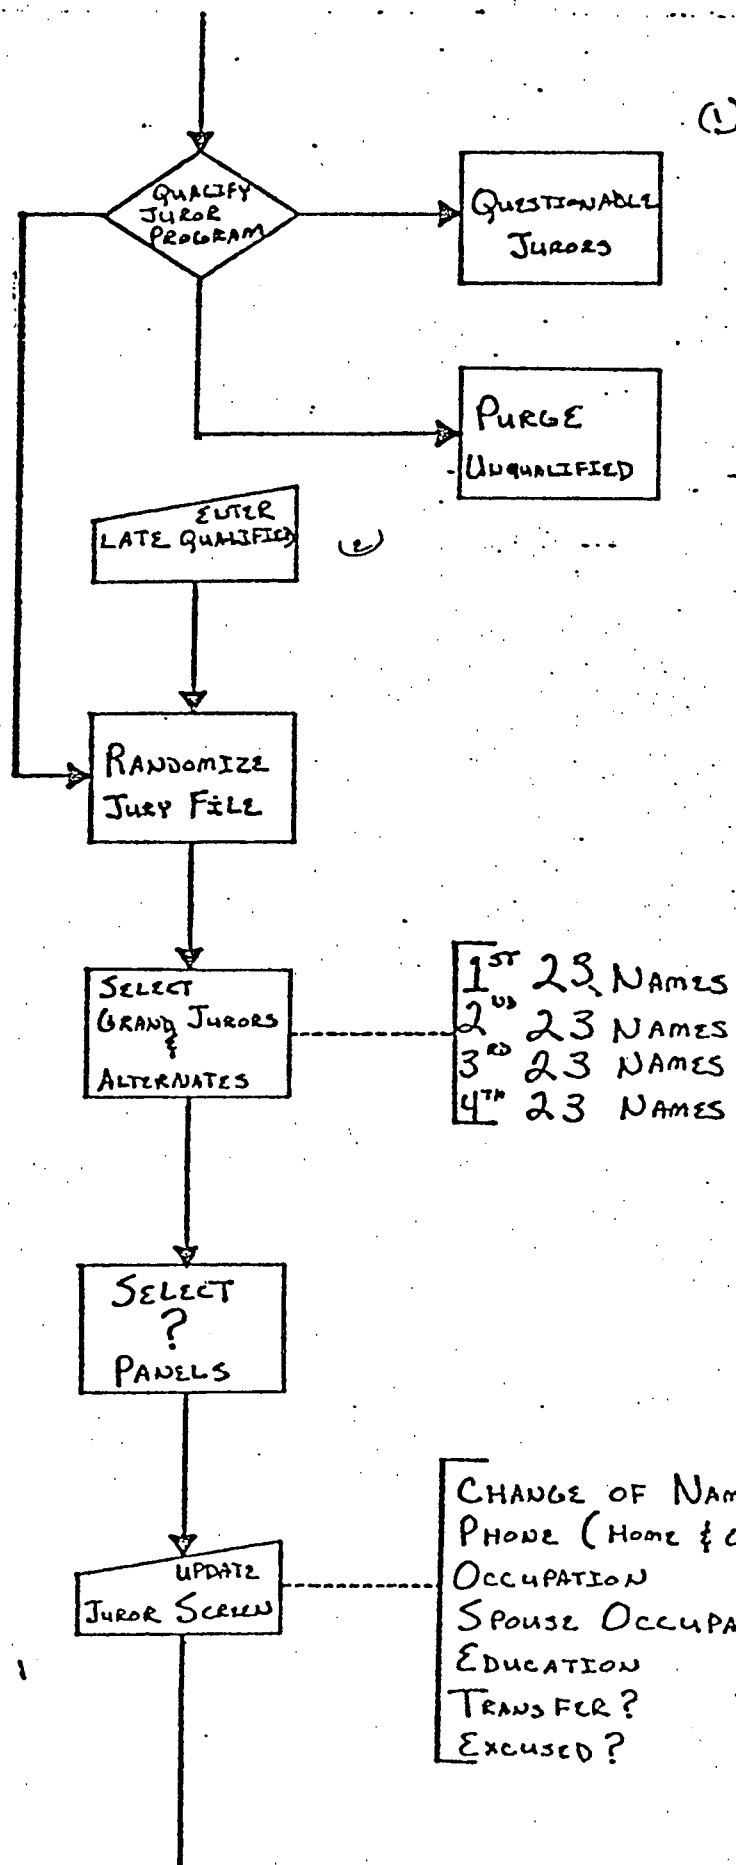 (1)
QUALIFY
JUROR
PROGRAM
QUESTIONABLE
JURORS
PURGE
UNQUALIFIED
ENTER
LATE QUALIFIED
(2)
RANDOMIZE
JURY FILE
SELECT
GRAND JURORS
&
ALTERNATES
1ST 23 NAMES
2ND 23 NAMES
3RD 23 NAMES
4TH 23 NAMES
SELECT
?
PANELS
UPDATE
JUROR SCREEN
CHANGE OF NAM
PHONE (HOME &
OCCUPATION
SPOUSE OCCUPA
EDUCATION
TRANSFER?
EXCUSED?